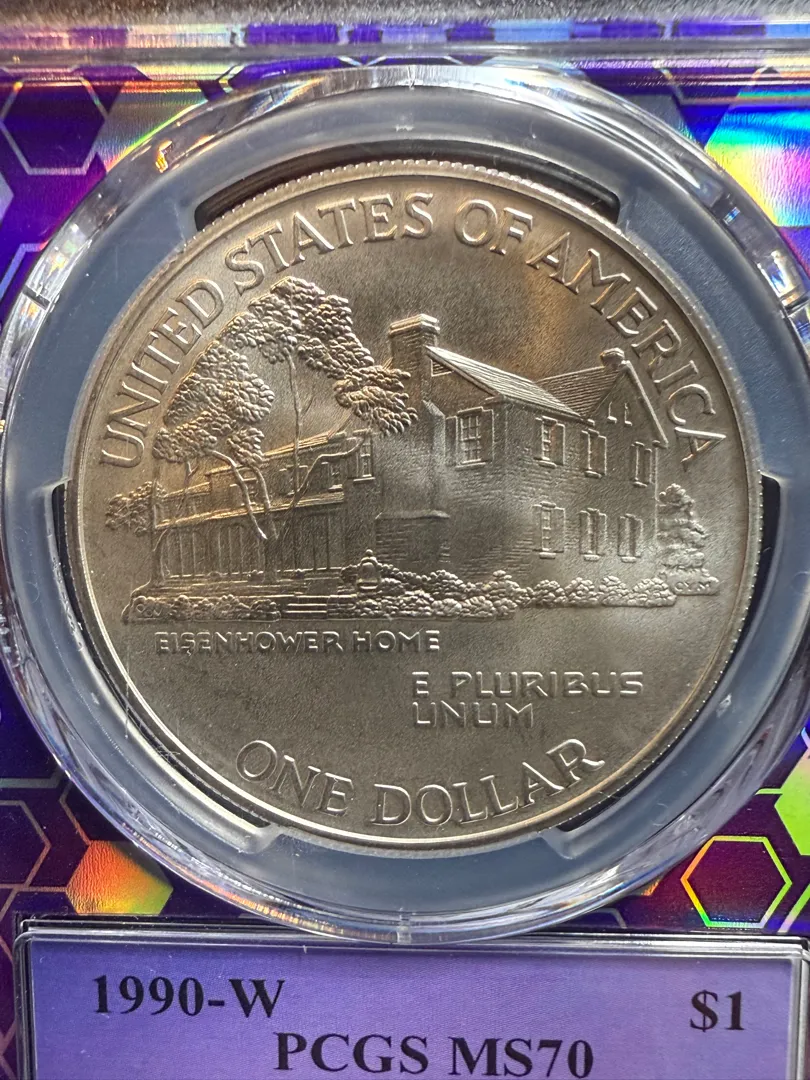 UNITED STATES OF AMERICA
EISENHOWER HOME
E PLURIBUS
UNUM
ONE DOLLAR
1990-W
$1
PCGS MS70